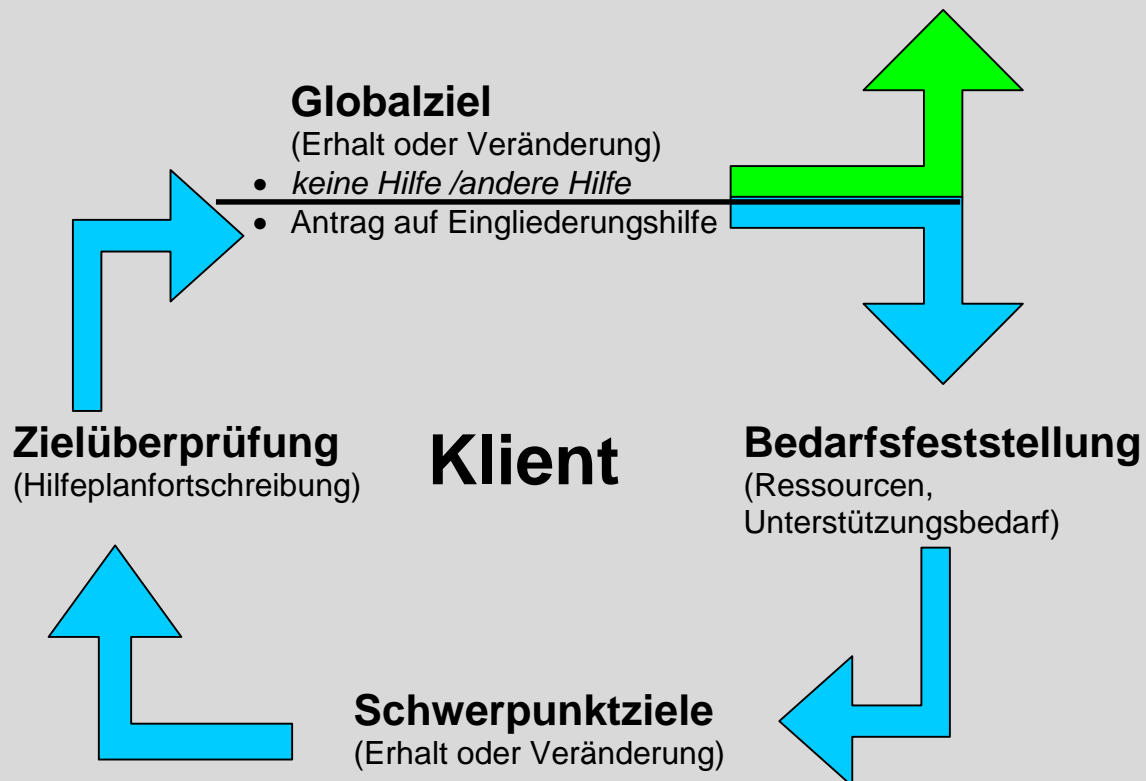 Globalziel
(Erhalt oder Veränderung)
• keine Hilfe /andere Hilfe
• Antrag auf Eingliederungshilfe
Zielüberprüfung
(Hilfeplanfortschreibung)
Klient
Bedarfsfeststellung
(Ressourcen,
Unterstützungsbedarf)
Schwerpunktziele
(Erhalt oder Veränderung)